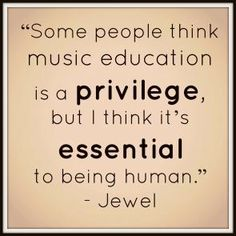 “Some people think
music education
is a privilege,
but I think it’s
essential
to being human.”
- Jewel